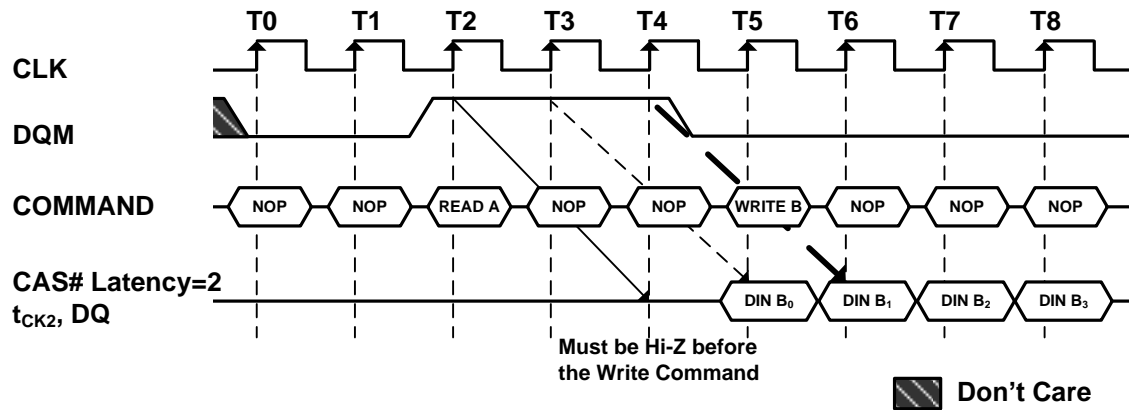 T0 T1 T2 T3 T4 T5 T6 T7 T8
CLK
DQM
COMMAND NOP NOP READ A NOP NOP WRITE B NOP NOP NOP
CAS# Latency=2
tCK2, DQ DIN B0 DIN B1 DIN B2 DIN B3
Must be Hi-Z before
the Write Command
Don't Care